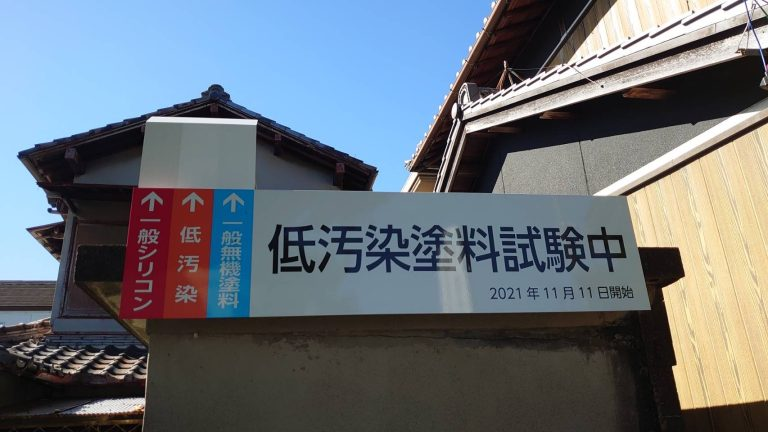 ↑一般シリコン
↑低汚染
↑一般無機塗料
低汚染塗料試験中
2021年11月11日開始